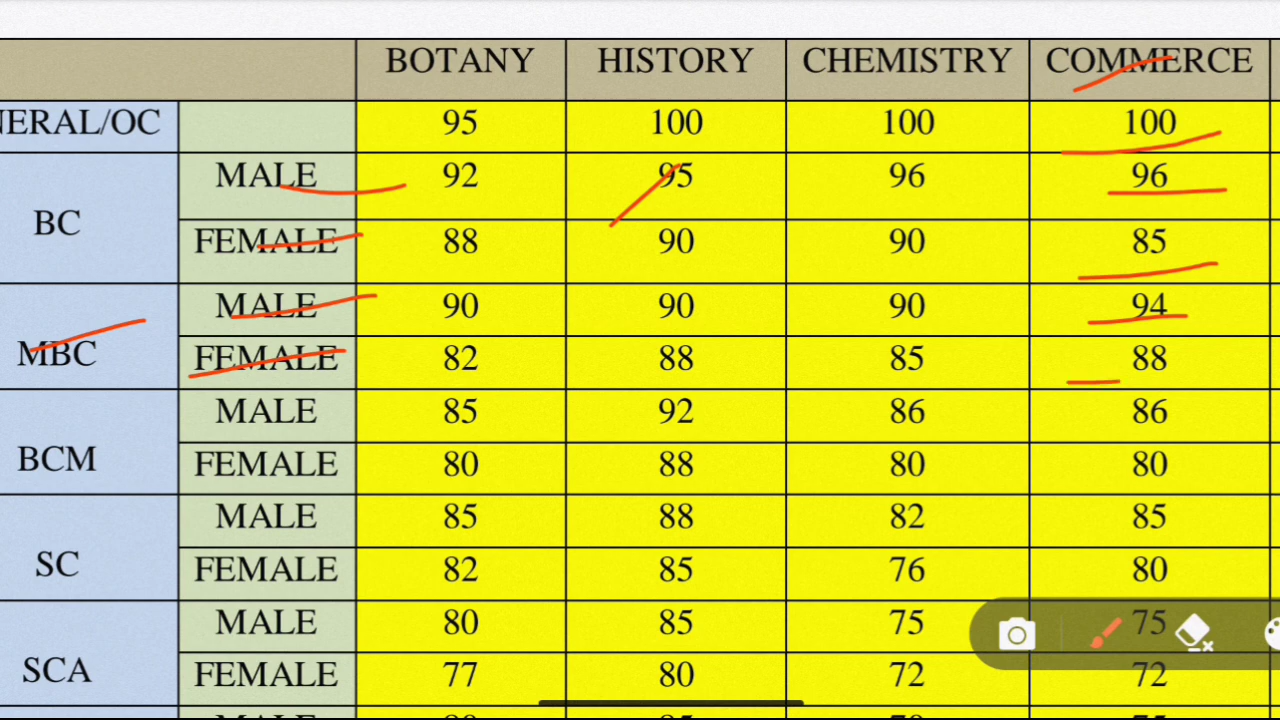 BOTANY HISTORY CHEMISTRY COMMERCE
NERAL/OC 95 100 100 100
BC MALE 92 95 96 96
FEMALE 88 90 90 85
MBC MALE 90 90 90 94
FEMALE 82 88 85 88
BCM MALE 85 92 86 86
FEMALE 80 88 80 80
SC MALE 85 88 82 85
FEMALE 82 85 76 80
SCA MALE 80 85 75 75
FEMALE 77 80 72 72